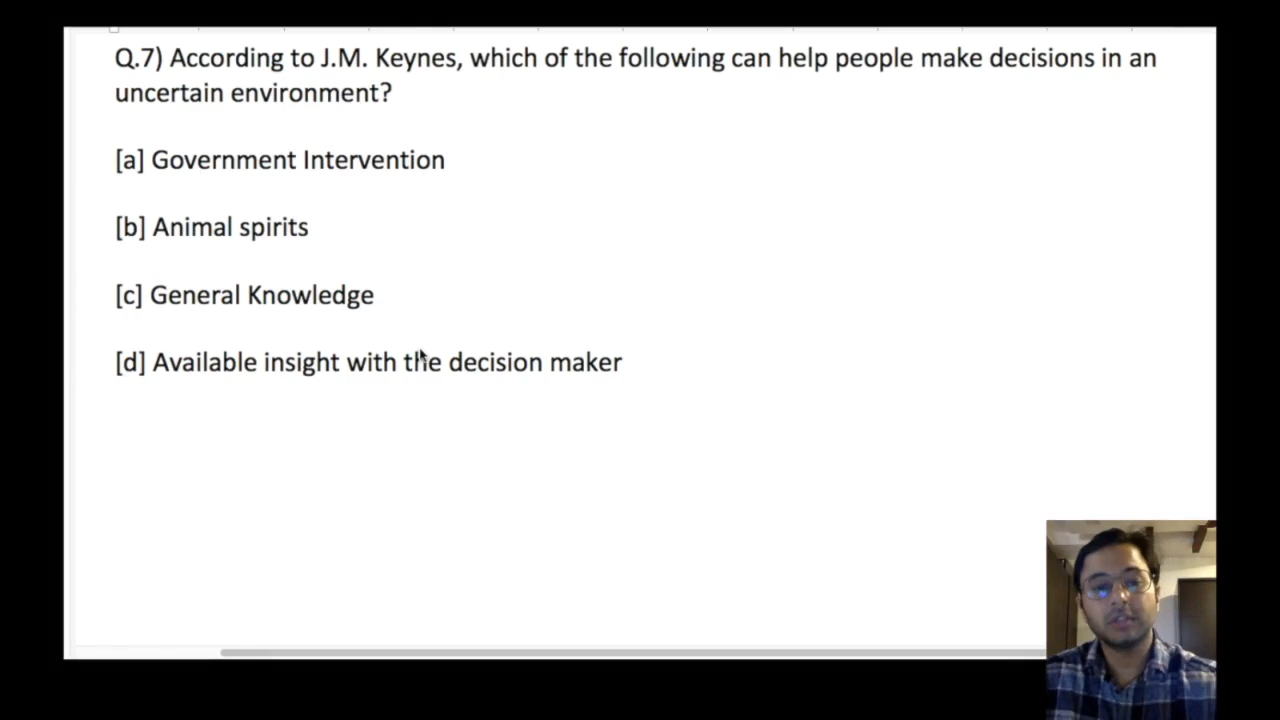 Q.7) According to J.M. Keynes, which of the following can help people make decisions in an
uncertain environment?
[a] Government Intervention
[b] Animal spirits
[c] General Knowledge
[d] Available insight with the decision maker